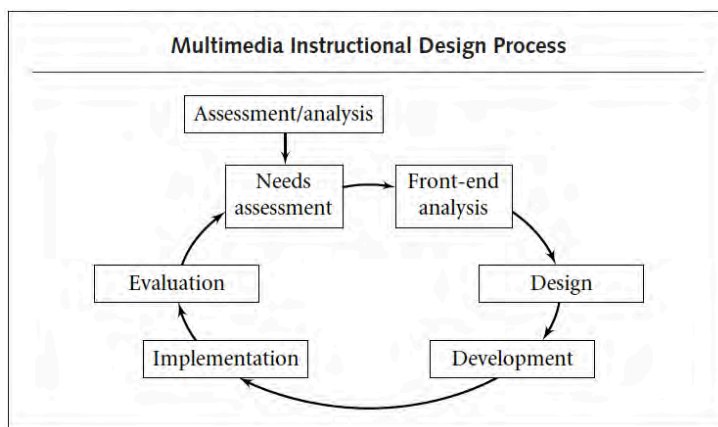 Multimedia Instructional Design Process
Assessment/analysis
Needs
assessment
Front-end
analysis
Evaluation
Design
Implementation
Development